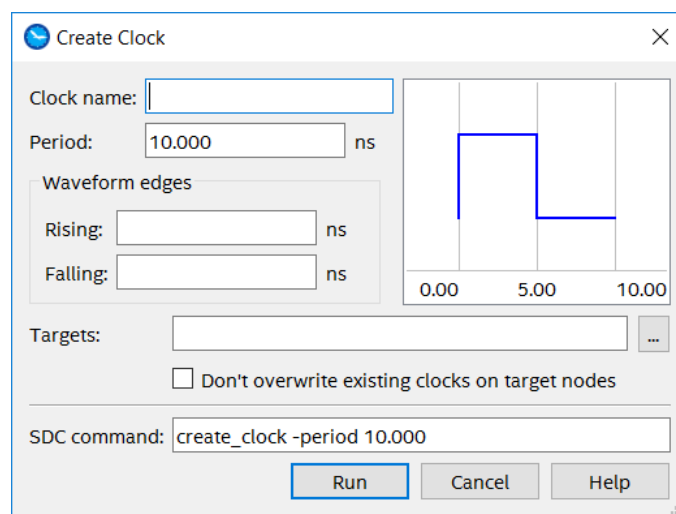 Create Clock
Clock name:
Period: 10.000 ns
Waveform edges
Rising: ns
Falling: ns
0.00 5.00 10.00
Targets: ...
Don't overwrite existing clocks on target nodes
SDC command: create_clock -period 10.000
Run Cancel Help